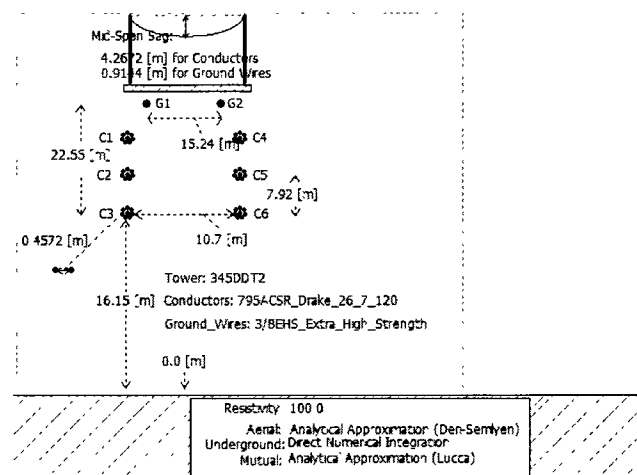 Mid-Span Sag:
4.2672 [m] for Conductors
0.9144 [m] for Ground Wires
G1 G2
C1 C4
15.24 [m]
22.55 [m]
C2 C5
7.92 [m]
C3 C6
0.4572 [m]
10.7 [m]
Tower: 345DDT2
16.15 [m] Conductors: 795ACSR_Drake_26_7_120
Ground_Wires: 3/8EHS_Extra_High_Strength
0.0 [m]
Resistivity 100.0
Aerial: Analytical Approximation (Deri-Semlyen)
Underground: Direct Numerical Integration
Mutual: Analytical Approximation (Lucca)